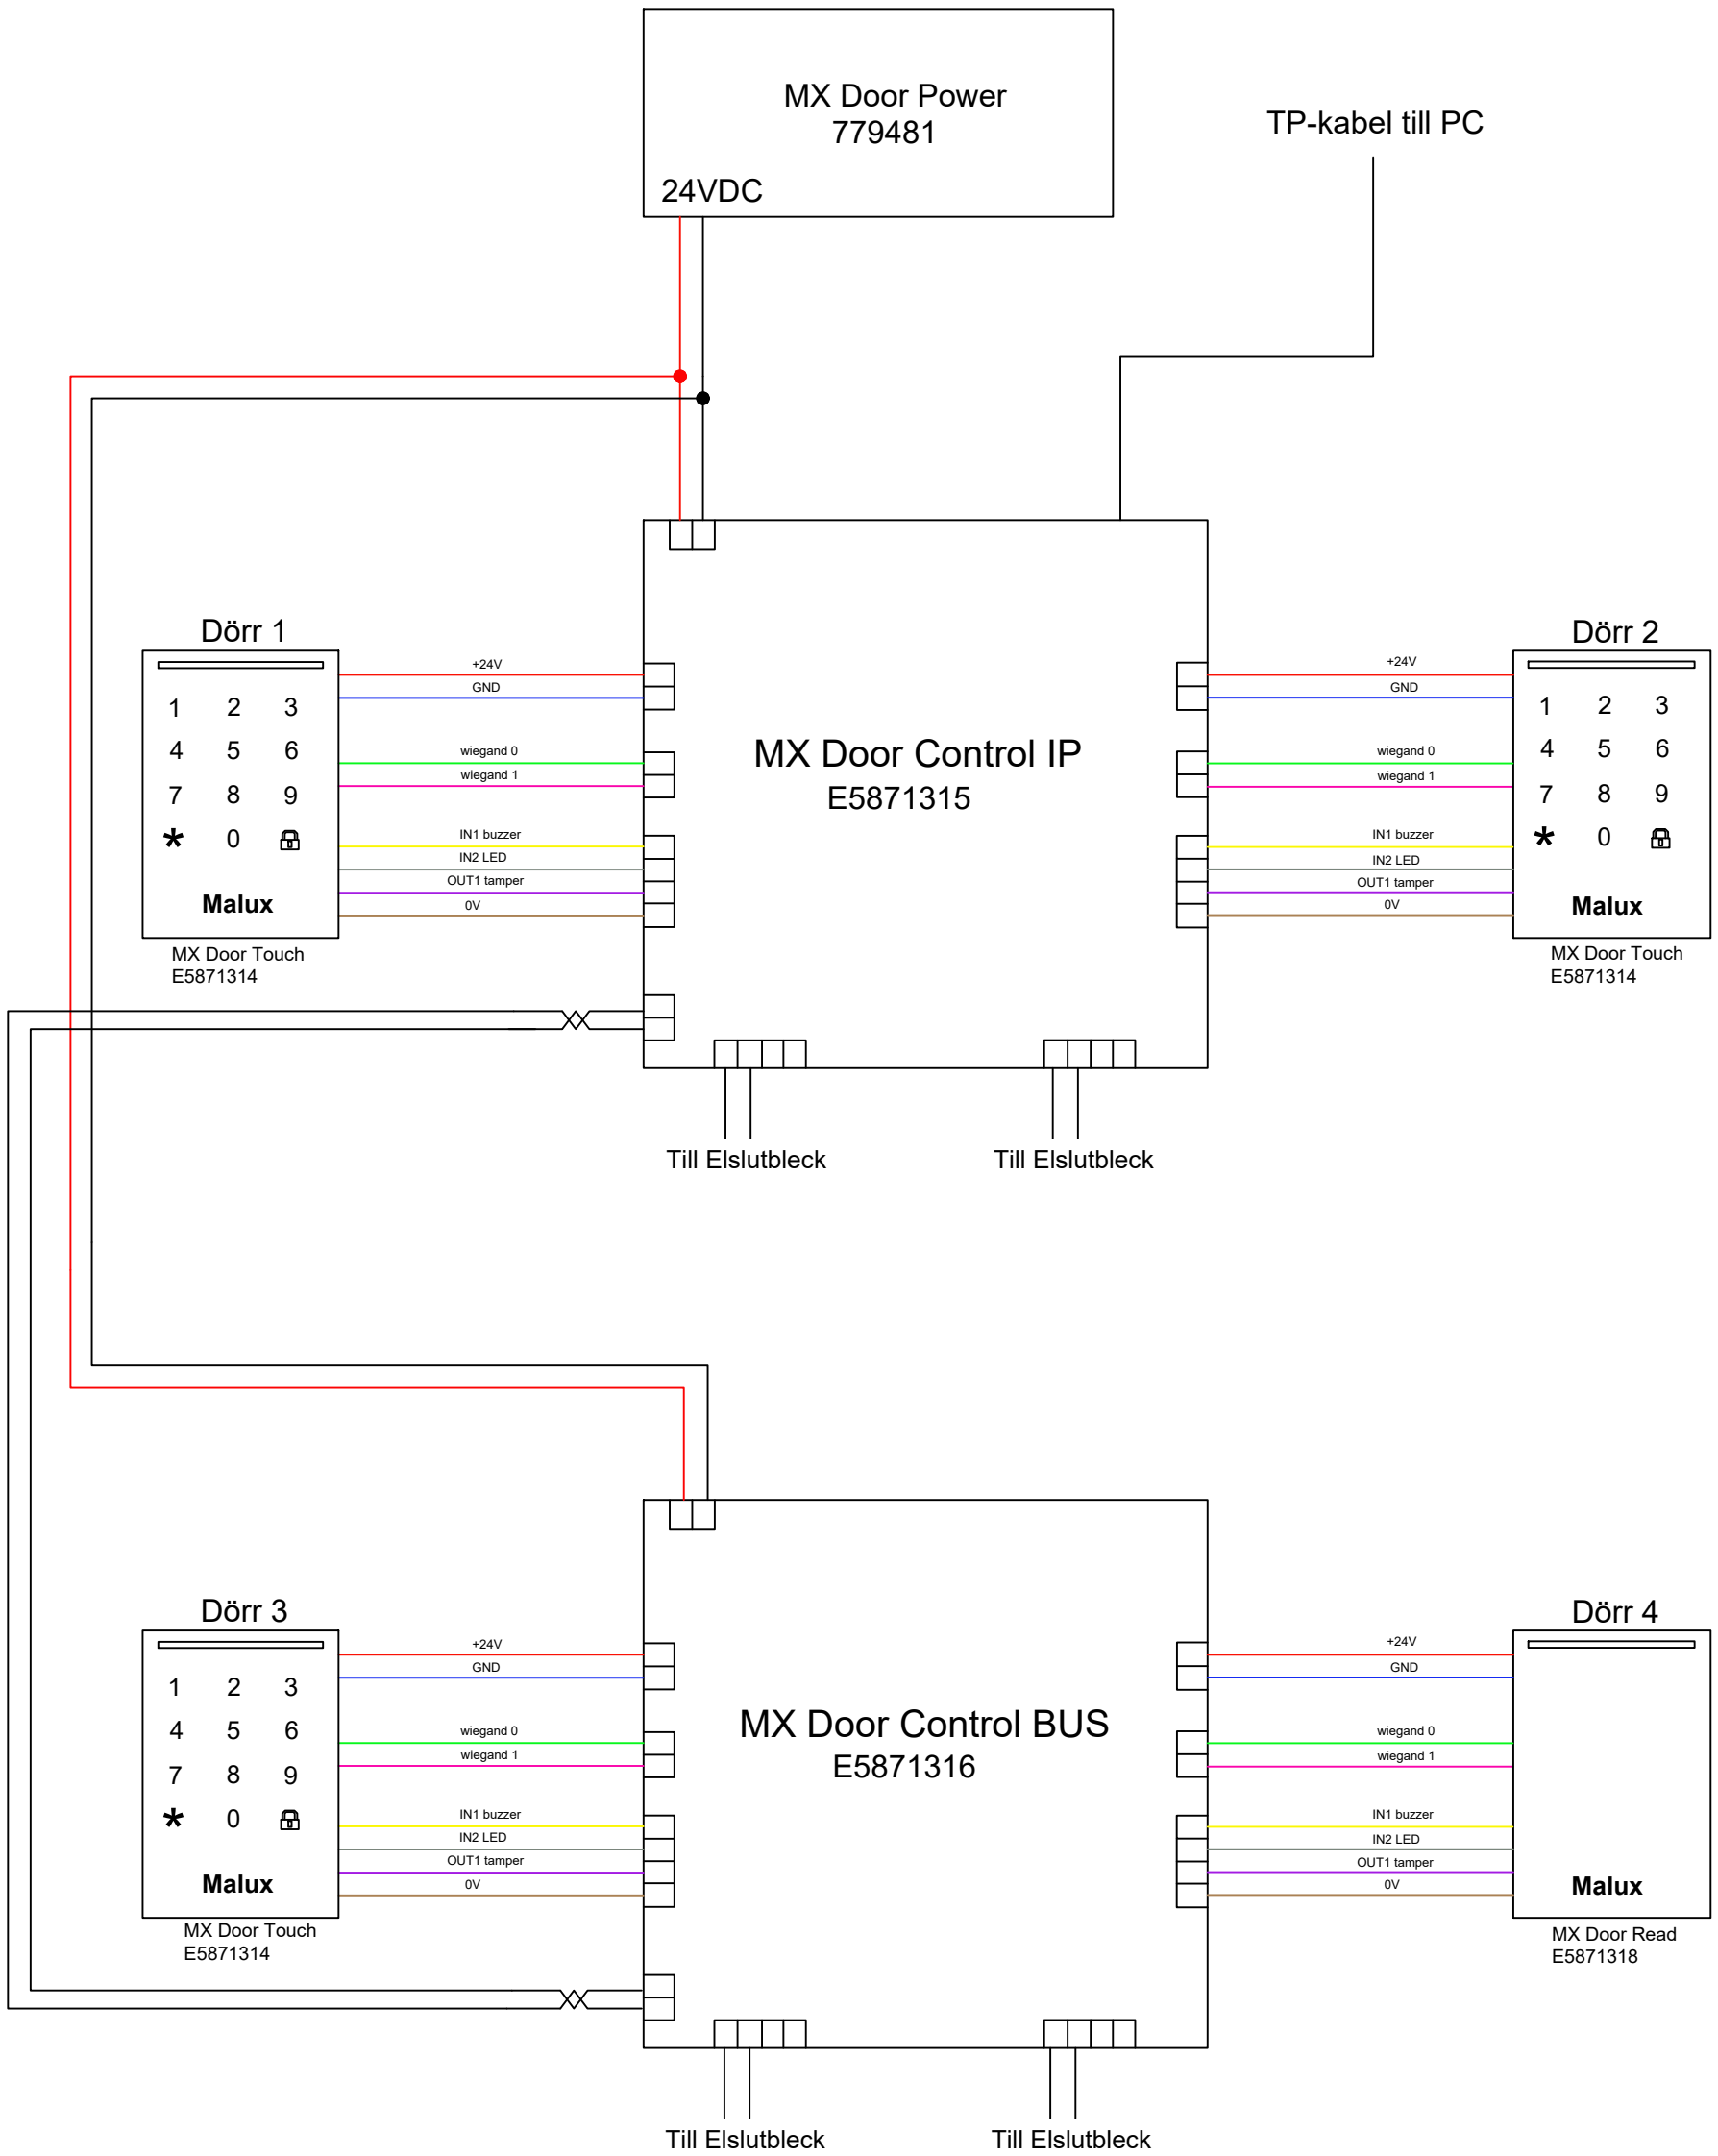 MX Door Power
779481
24VDC
TP-kabel till PC
Dörr 1
1 2 3
4 5 6
7 8 9
* 0
Malux
MX Door Touch
E5871314
+24V
GND
wiegand 0
wiegand 1
IN1 buzzer
IN2 LED
OUT1 tamper
0V
MX Door Control IP
E5871315
+24V
GND
wiegand 0
wiegand 1
IN1 buzzer
IN2 LED
OUT1 tamper
0V
Dörr 2
1 2 3
4 5 6
7 8 9
* 0
Malux
MX Door Touch
E5871314
Till Elslutbleck
Till Elslutbleck
Dörr 3
1 2 3
4 5 6
7 8 9
* 0
Malux
MX Door Touch
E5871314
+24V
GND
wiegand 0
wiegand 1
IN1 buzzer
IN2 LED
OUT1 tamper
0V
MX Door Control BUS
E5871316
+24V
GND
wiegand 0
wiegand 1
IN1 buzzer
IN2 LED
OUT1 tamper
0V
Dörr 4
Malux
MX Door Read
E5871318
Till Elslutbleck
Till Elslutbleck